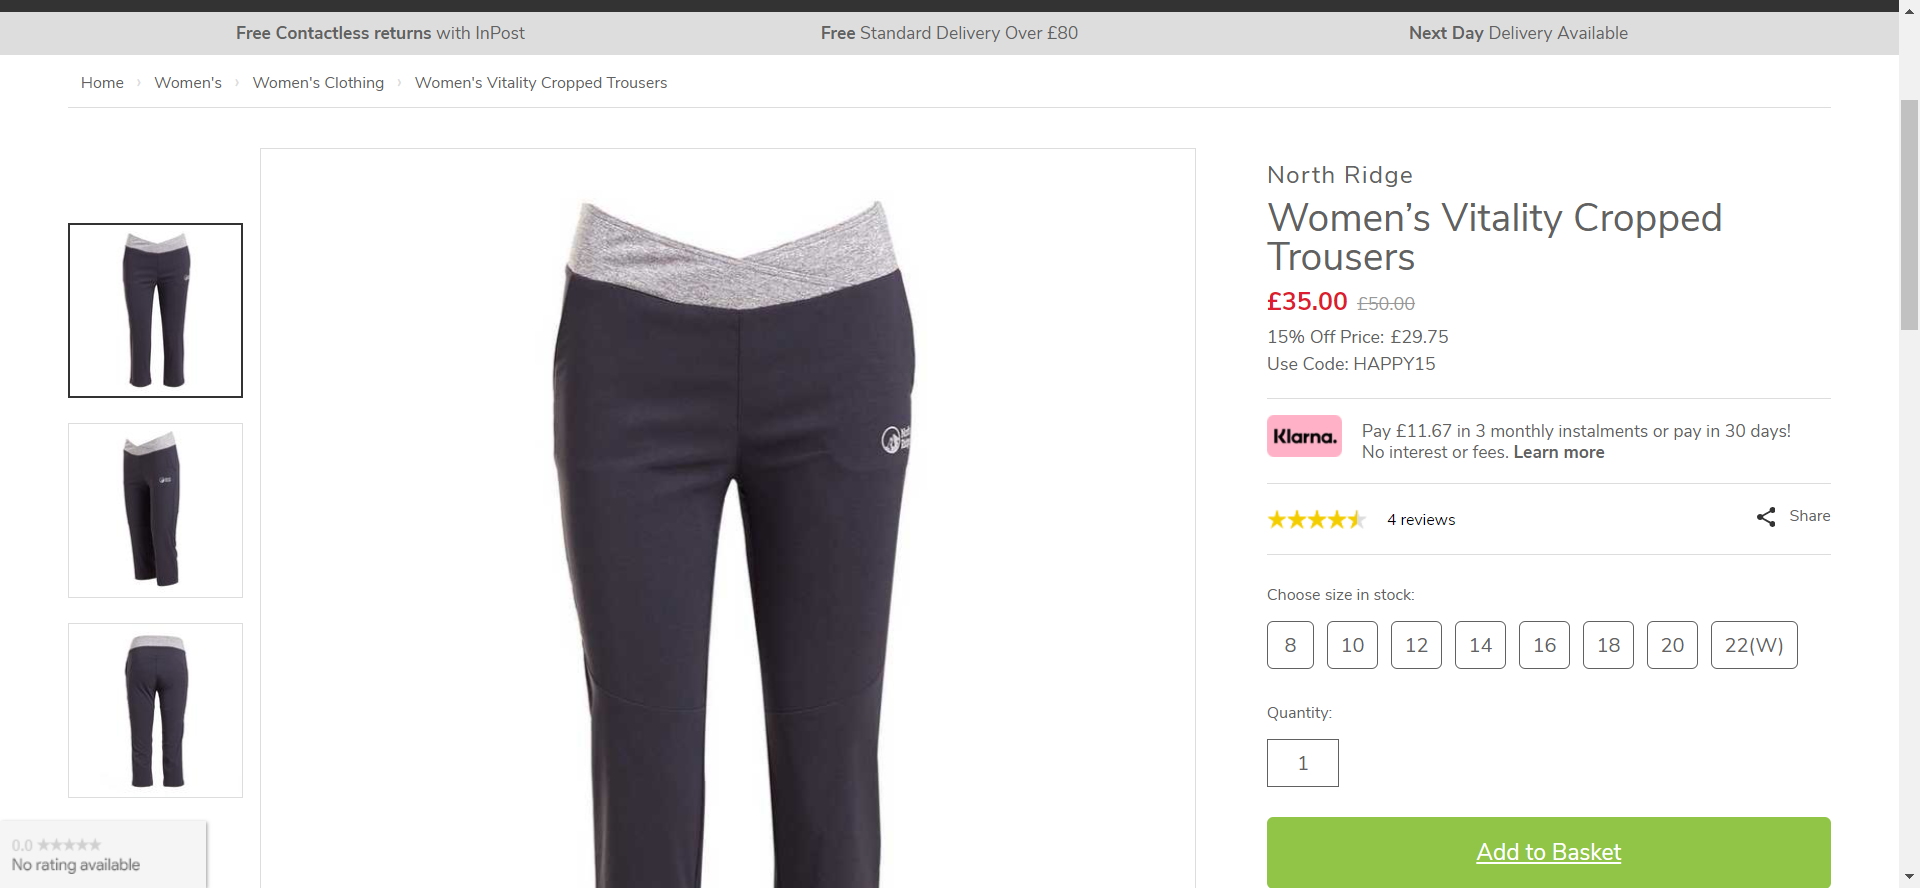 Free Contactless returns with InPost
Free Standard Delivery Over £80
Next Day Delivery Available
Home › Women's › Women's Clothing › Women's Vitality Cropped Trousers
North Ridge
Women’s Vitality Cropped
Trousers
£35.00 £50.00
15% Off Price: £29.75
Use Code: HAPPY15
Klarna.
Pay £11.67 in 3 monthly instalments or pay in 30 days!
No interest or fees. Learn more
4 reviews
Share
Choose size in stock:
8 10 12 14 16 18 20 22(W)
Quantity:
1
Add to Basket
0.0
No rating available